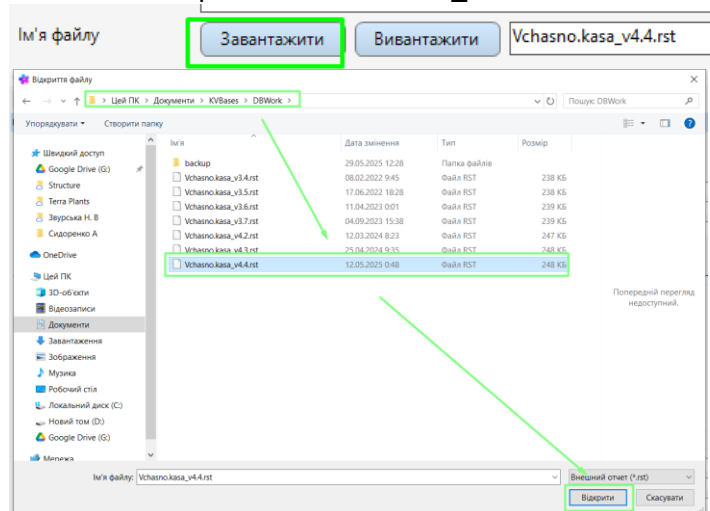 Ім'я файлу Завантажити Вивантажити Vchasno.kasa_v4.4.rst
Відкриття файлу
Цей ПК > Документи > KVBases > DBWork > Пошук: DBWork
Упорядкувати Створити папку
Ім'я Дата змінення Тип Розмір
Швидкий доступ
Google Drive (G:)
Structure
Terra Plants
Звурська Н. В
Сидоренко А
OneDrive
Цей ПК
3D-об'єкти
Відеозаписи
Документи
Завантаження
Зображення
Музика
Робочий стіл
Локальний диск (C:)
Новий том (D:)
Google Drive (G:)
Мережа
backup 29.05.2025 12:28 Папка файлів
Vchasno.kasa_v3.4.rst 08.02.2022 9:45 Файл RST 238 КБ
Vchasno.kasa_v3.5.rst 17.06.2022 18:28 Файл RST 238 КБ
Vchasno.kasa_v3.6.rst 11.04.2023 0:01 Файл RST 239 КБ
Vchasno.kasa_v3.7.rst 04.09.2023 15:38 Файл RST 239 КБ
Vchasno.kasa_v4.2.rst 12.03.2024 8:23 Файл RST 247 КБ
Vchasno.kasa_v4.3.rst 25.04.2024 9:35 Файл RST 248 КБ
Vchasno.kasa_v4.4.rst 12.05.2025 0:48 Файл RST 248 КБ
Попередній перегляд
недоступний.
Ім'я файлу: Vchasno.kasa_v4.4.rst Внешний отчет (*.rst)
Відкрити Скасувати